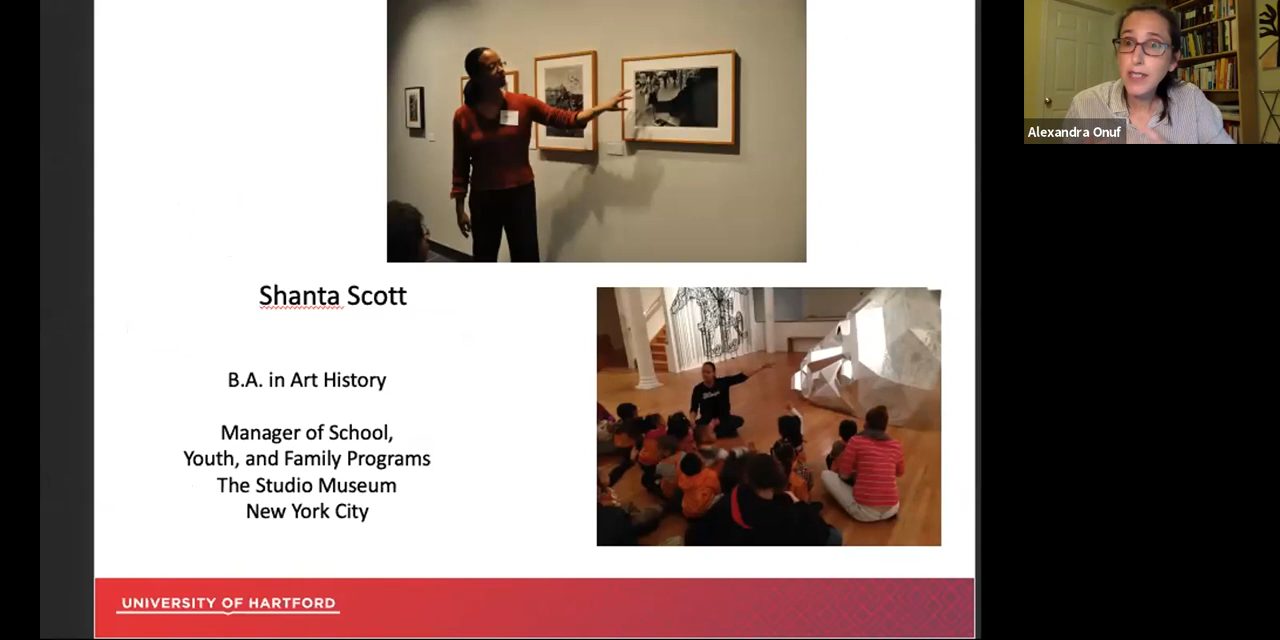 Alexandra Onuf
Shanta Scott
B.A. in Art History
Manager of School,
Youth, and Family Programs
The Studio Museum
New York City
UNIVERSITY OF HARTFORD